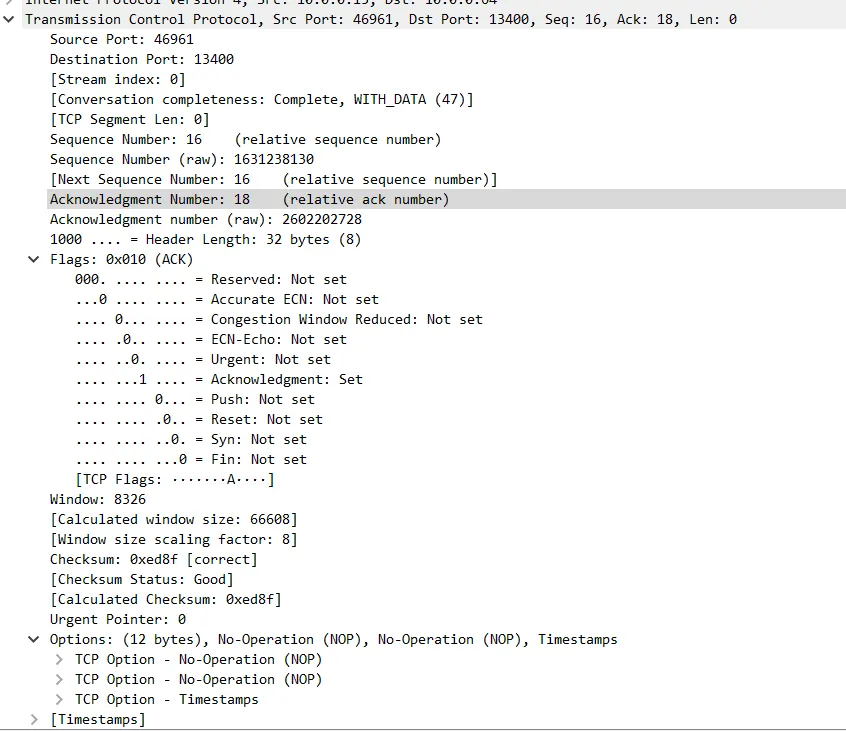 Internet Protocol Version 4, Src: 10.0.0.15, Dst: 10.0.0.64
Transmission Control Protocol, Src Port: 46961, Dst Port: 13400, Seq: 16, Ack: 18, Len: 0
Source Port: 46961
Destination Port: 13400
[Stream index: 0]
[Conversation completeness: Complete, WITH_DATA (47)]
[TCP Segment Len: 0]
Sequence Number: 16    (relative sequence number)
Sequence Number (raw): 1631238130
[Next Sequence Number: 16    (relative sequence number)]
Acknowledgment Number: 18    (relative ack number)
Acknowledgment number (raw): 2602202728
1000 .... = Header Length: 32 bytes (8)
Flags: 0x010 (ACK)
000. .... .... = Reserved: Not set
...0 .... .... = Accurate ECN: Not set
.... 0... .... = Congestion Window Reduced: Not set
.... .0.. .... = ECN-Echo: Not set
.... ..0. .... = Urgent: Not set
.... ...1 .... = Acknowledgment: Set
.... .... 0... = Push: Not set
.... .... .0.. = Reset: Not set
.... .... ..0. = Syn: Not set
.... .... ...0 = Fin: Not set
[TCP Flags: ·······A····]
Window: 8326
[Calculated window size: 66608]
[Window size scaling factor: 8]
Checksum: 0xed8f [correct]
[Checksum Status: Good]
[Calculated Checksum: 0xed8f]
Urgent Pointer: 0
Options: (12 bytes), No-Operation (NOP), No-Operation (NOP), Timestamps
TCP Option - No-Operation (NOP)
TCP Option - No-Operation (NOP)
TCP Option - Timestamps
[Timestamps]